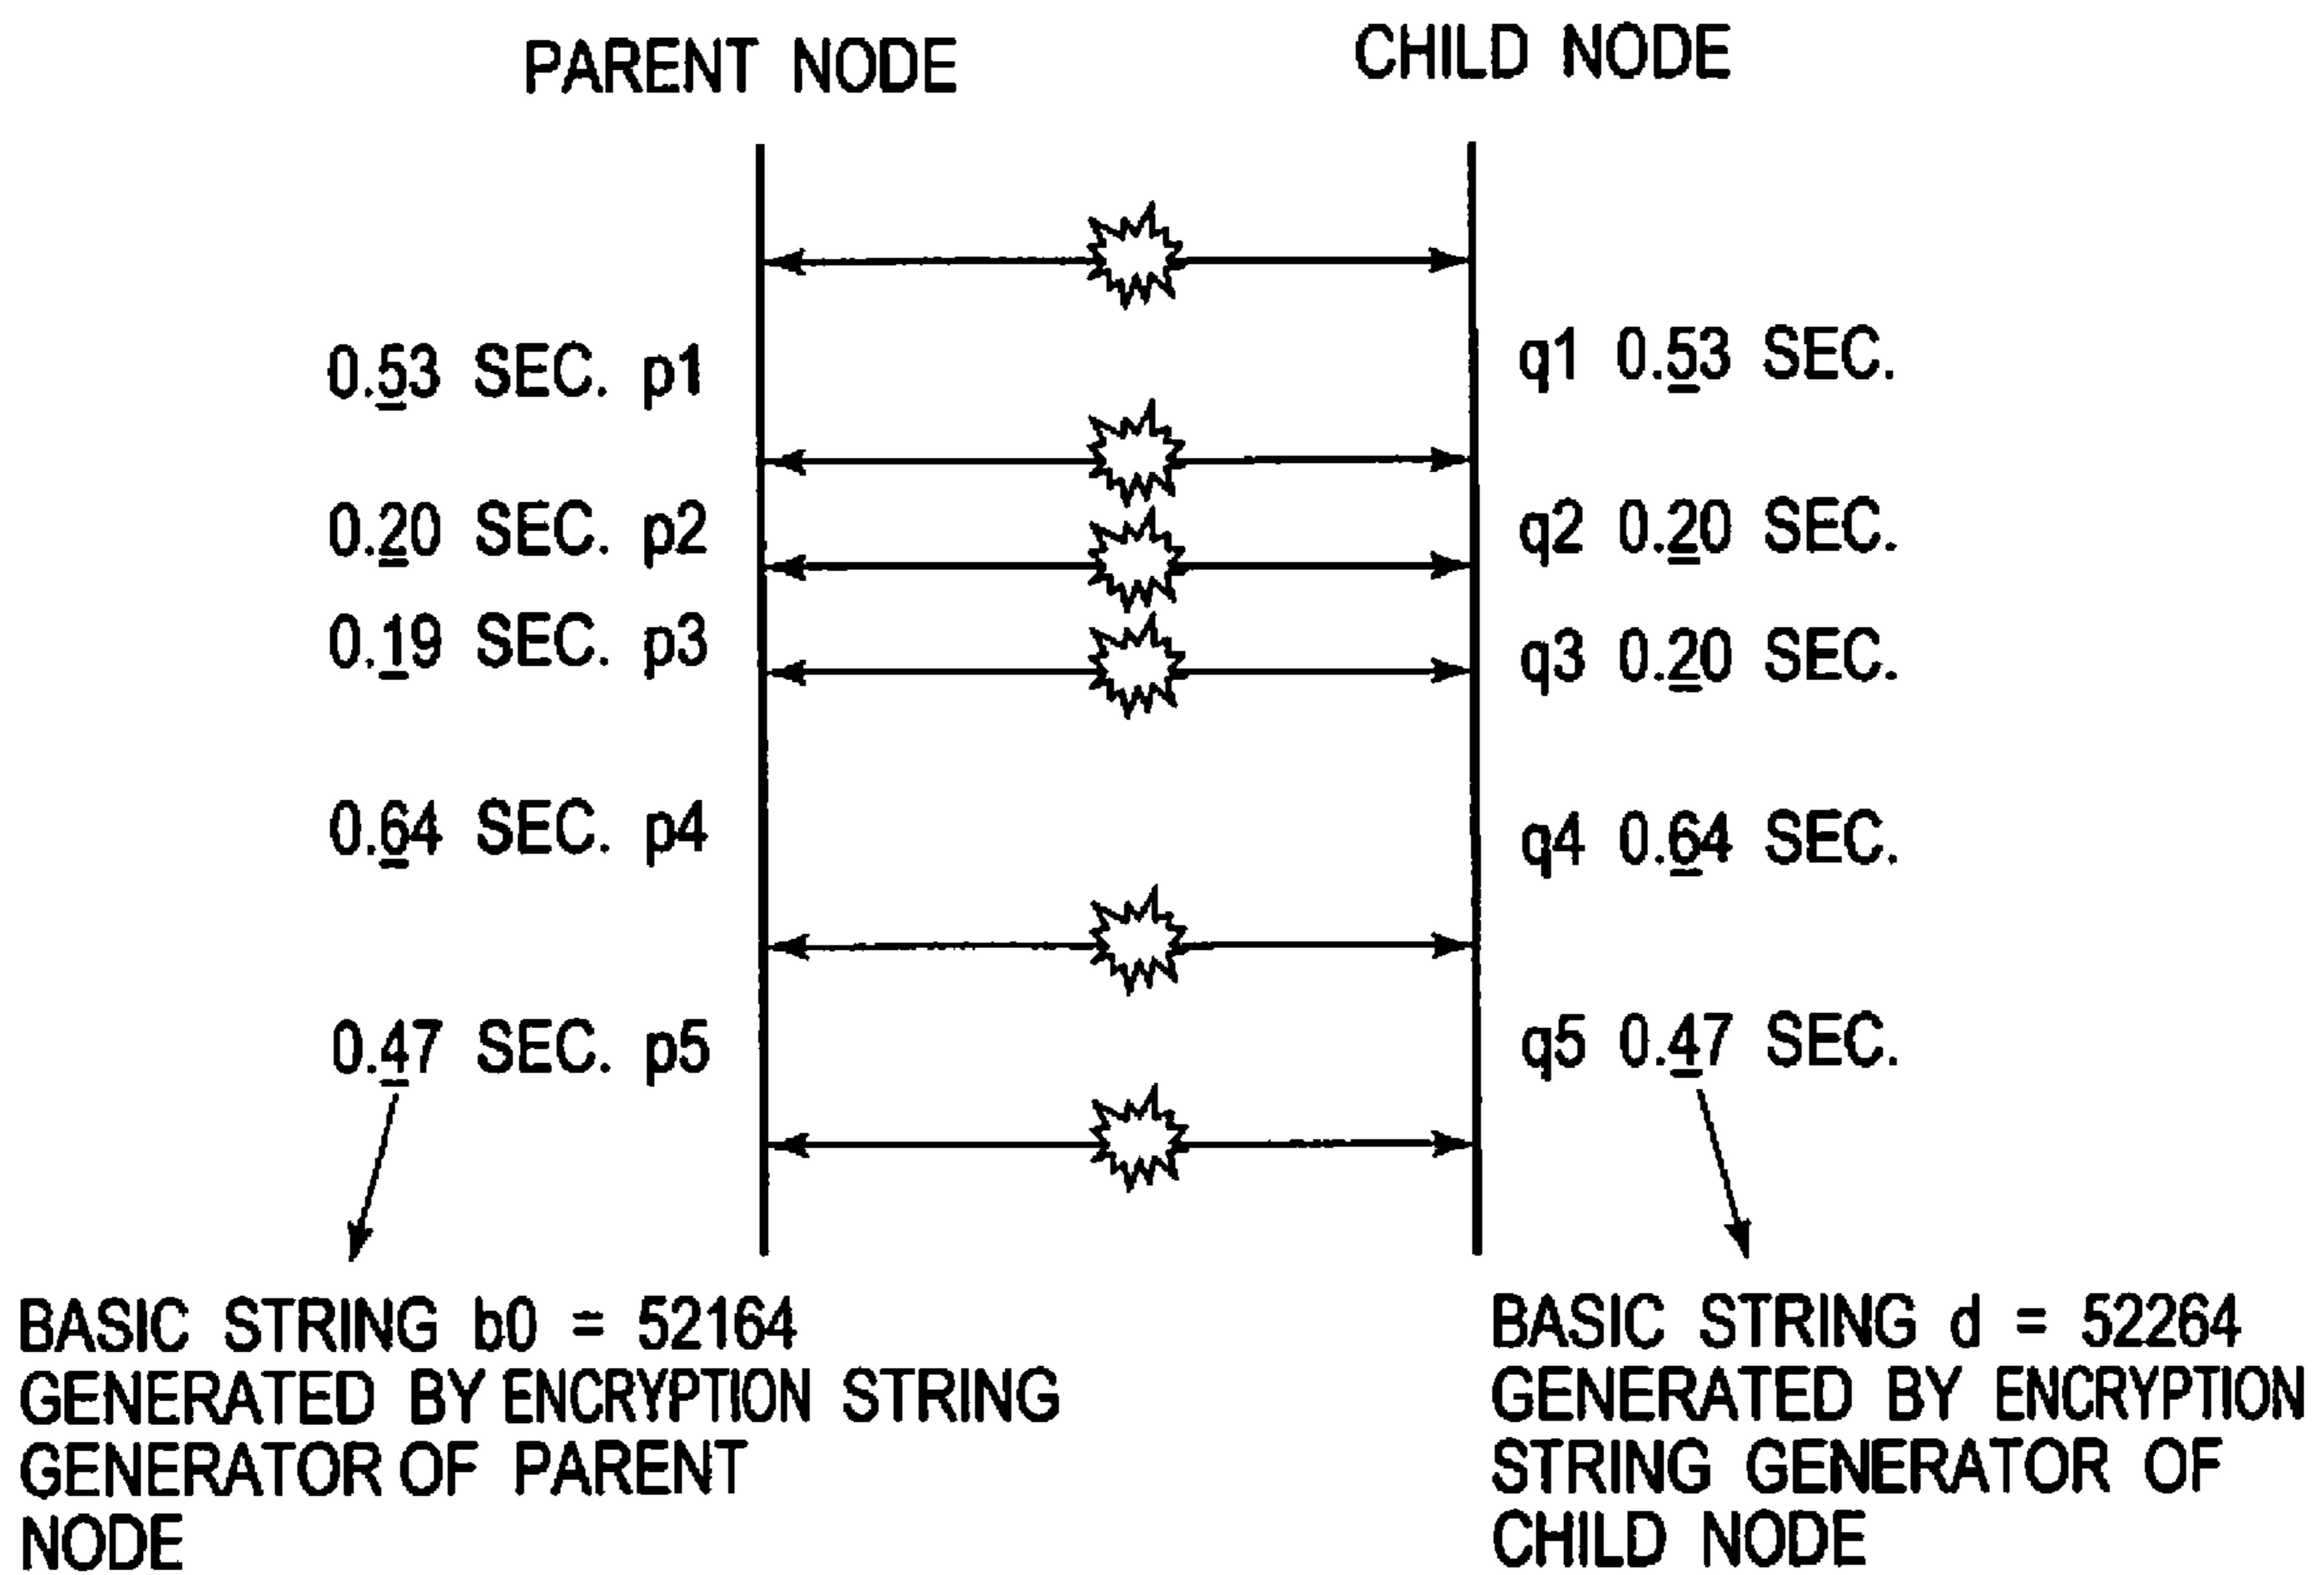 PARENT NODE
CHILD NODE
0.53 SEC. p1
q1 0.53 SEC.
0.20 SEC. p2
q2 0.20 SEC.
0.19 SEC. p3
q3 0.20 SEC.
0.64 SEC. p4
q4 0.64 SEC.
0.47 SEC. p5
q5 0.47 SEC.
BASIC STRING b0 = 52164
GENERATED BY ENCRYPTION STRING
GENERATOR OF PARENT
NODE
BASIC STRING d = 52264
GENERATED BY ENCRYPTION
STRING GENERATOR OF
CHILD NODE